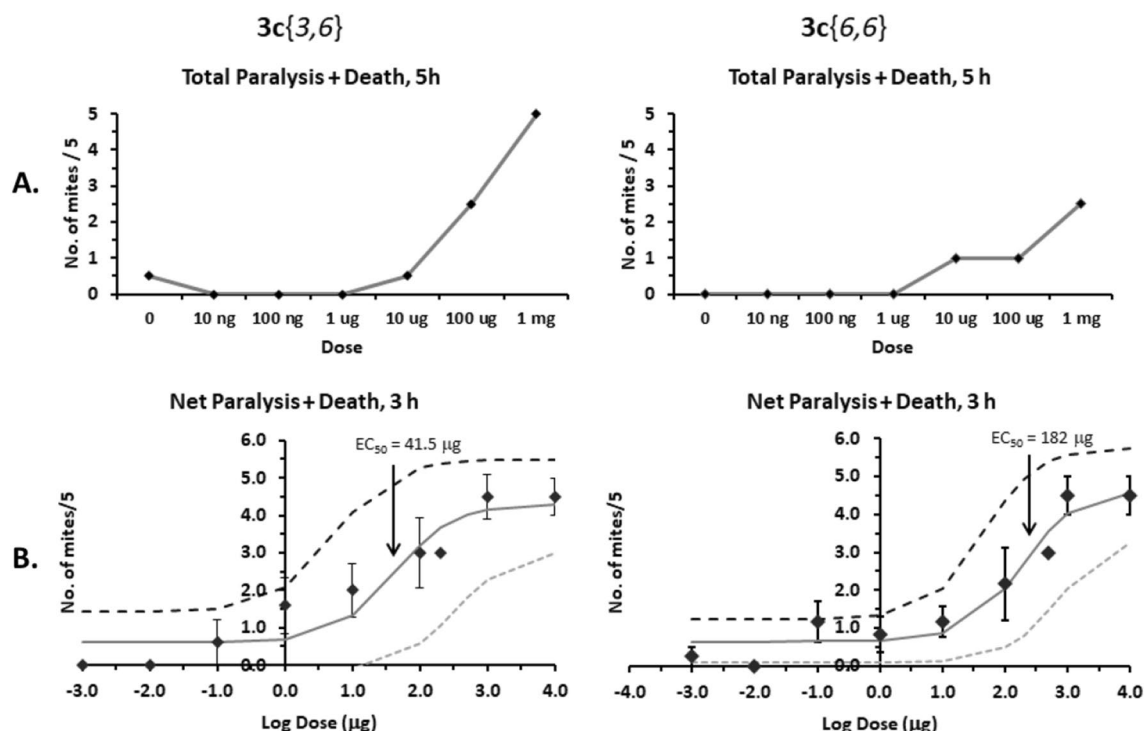 3c{3,6}
3c{6,6}
A.
Total Paralysis + Death, 5h
No. of mites / 5
5
4
3
2
1
0
0 10 ng 100 ng 1 ug 10 ug 100 ug 1 mg
Dose
Total Paralysis + Death, 5 h
No. of mites / 5
5
4
3
2
1
0
0 10 ng 100 ng 1 ug 10 ug 100 ug 1 mg
Dose
B.
Net Paralysis + Death, 3 h
EC50 = 41.5 µg
No. of mites/5
6.0
5.0
4.0
3.0
2.0
1.0
0.0
-3.0 -2.0 -1.0 0.0 1.0 2.0 3.0 4.0
Log Dose (µg)
Net Paralysis + Death, 3 h
EC50 = 182 µg
No. of mites/5
6.0
5.0
4.0
3.0
2.0
1.0
0.0
-4.0 -3.0 -2.0 -1.0 0.0 1.0 2.0 3.0 4.0
Log Dose (µg)